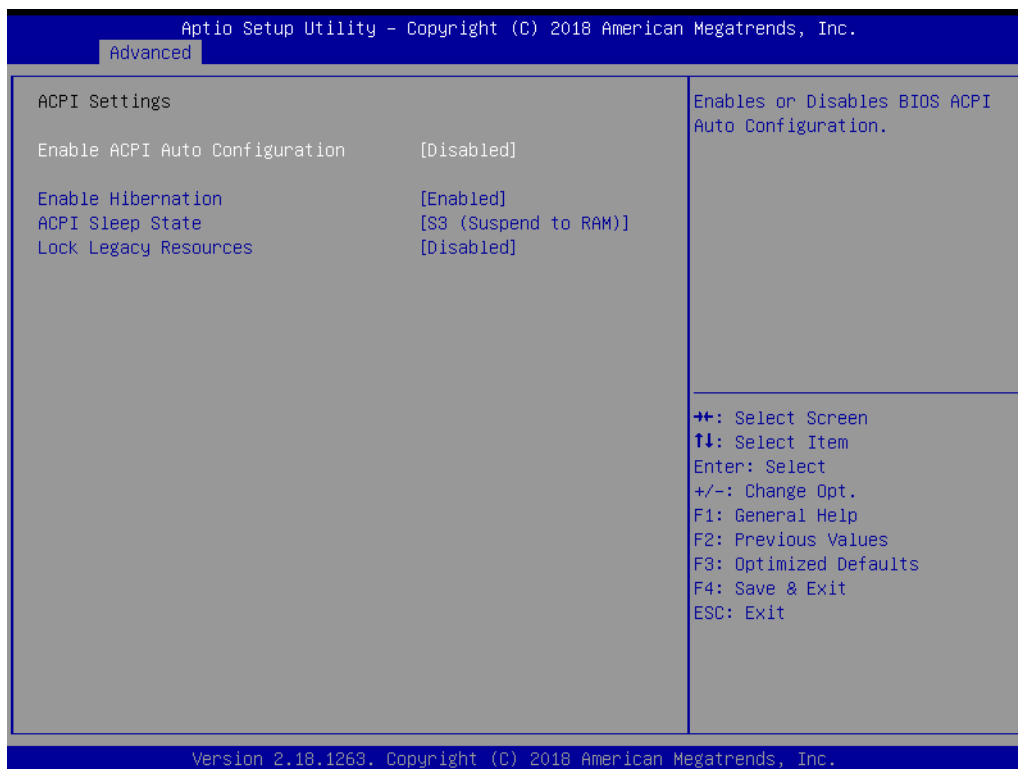 Aptio Setup Utility – Copyright (C) 2018 American Megatrends, Inc.
Advanced
ACPI Settings
Enable ACPI Auto Configuration [Disabled]
Enable Hibernation [Enabled]
ACPI Sleep State [S3 (Suspend to RAM)]
Lock Legacy Resources [Disabled]
Enables or Disables BIOS ACPI
Auto Configuration.
→←: Select Screen
↑↓: Select Item
Enter: Select
+/-: Change Opt.
F1: General Help
F2: Previous Values
F3: Optimized Defaults
F4: Save & Exit
ESC: Exit
Version 2.18.1263. Copyright (C) 2018 American Megatrends, Inc.